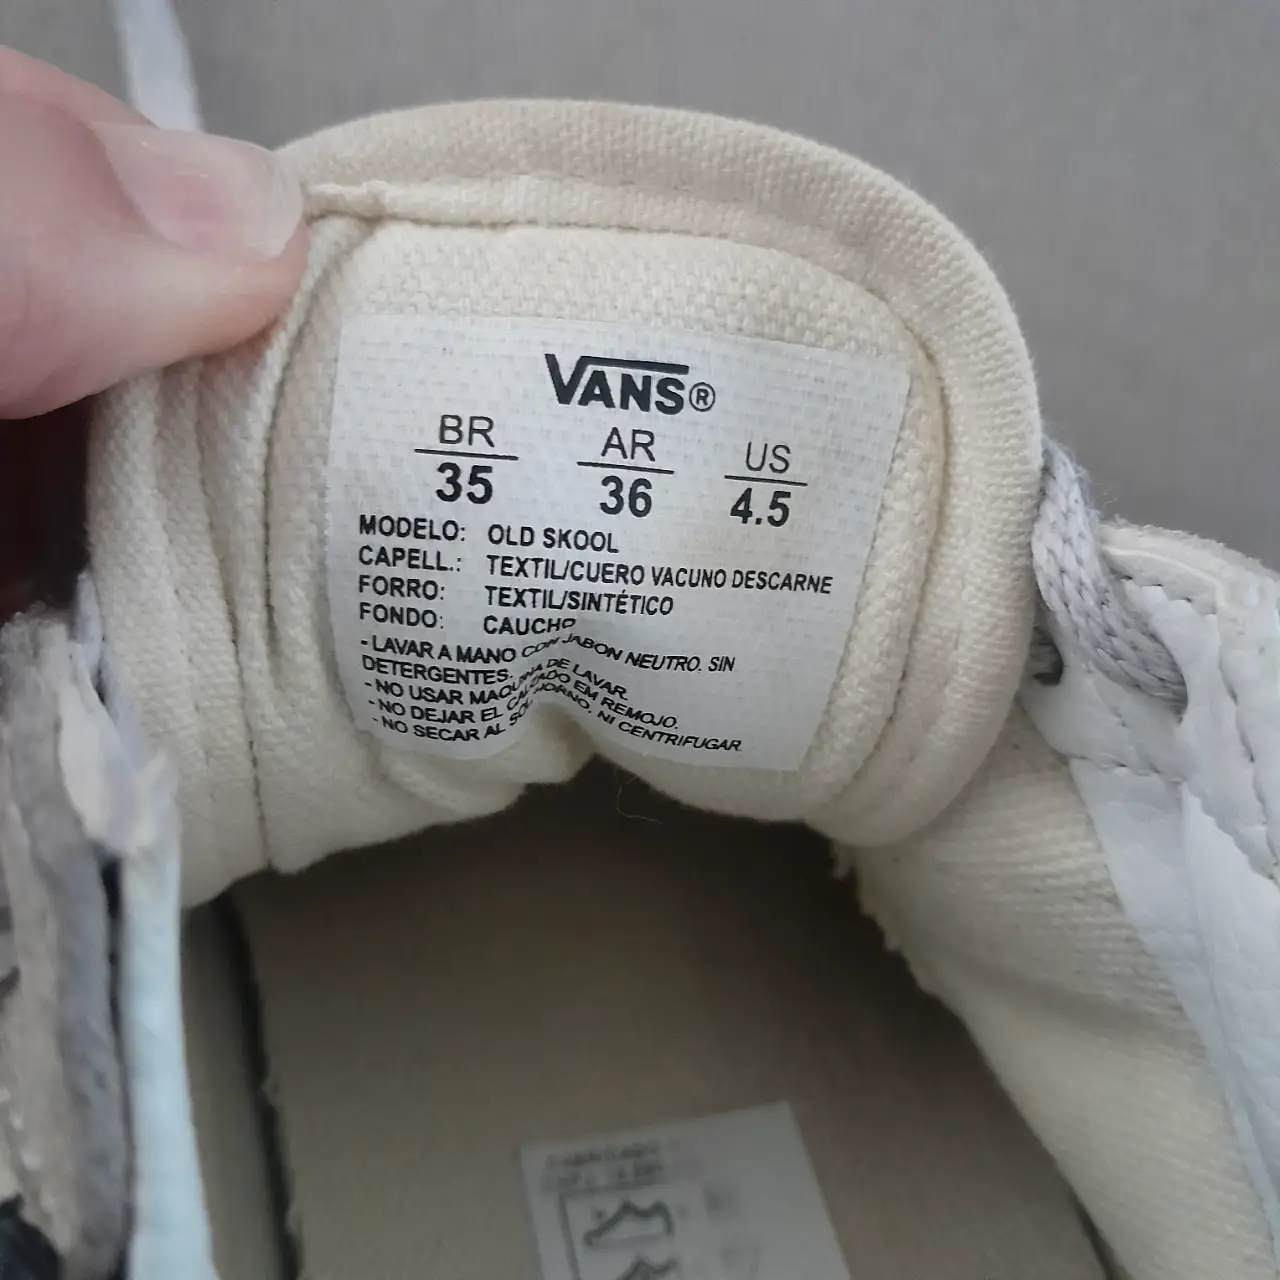 VANS®
BR AR US
35 36 4.5
MODELO: OLD SKOOL
CAPELL.: TEXTIL/CUERO VACUNO DESCARNE
FORRO: TEXTIL/SINTÉTICO
FONDO: CAUCHO
- LAVAR A MANO CON JABON NEUTRO. SIN
DETERGENTES.
- NO USAR MAQUINA DE LAVAR.
- NO DEJAR EL CALZADO EM REMOJO.
- NO SECAR AL SOL, HORNO, NI CENTRIFUGAR.